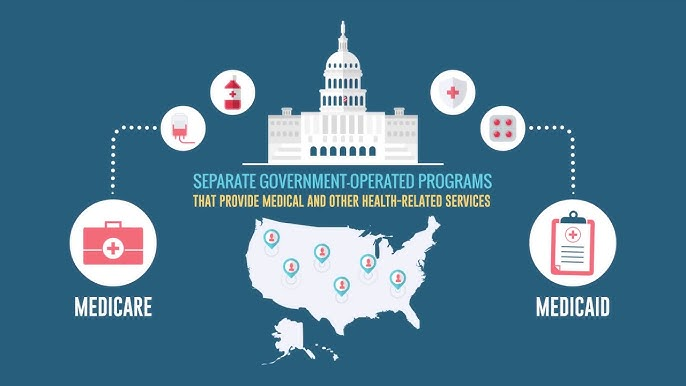 SEPARATE GOVERNMENT-OPERATED PROGRAMS
THAT PROVIDE MEDICAL AND OTHER HEALTH-RELATED SERVICES
MEDICARE
MEDICAID